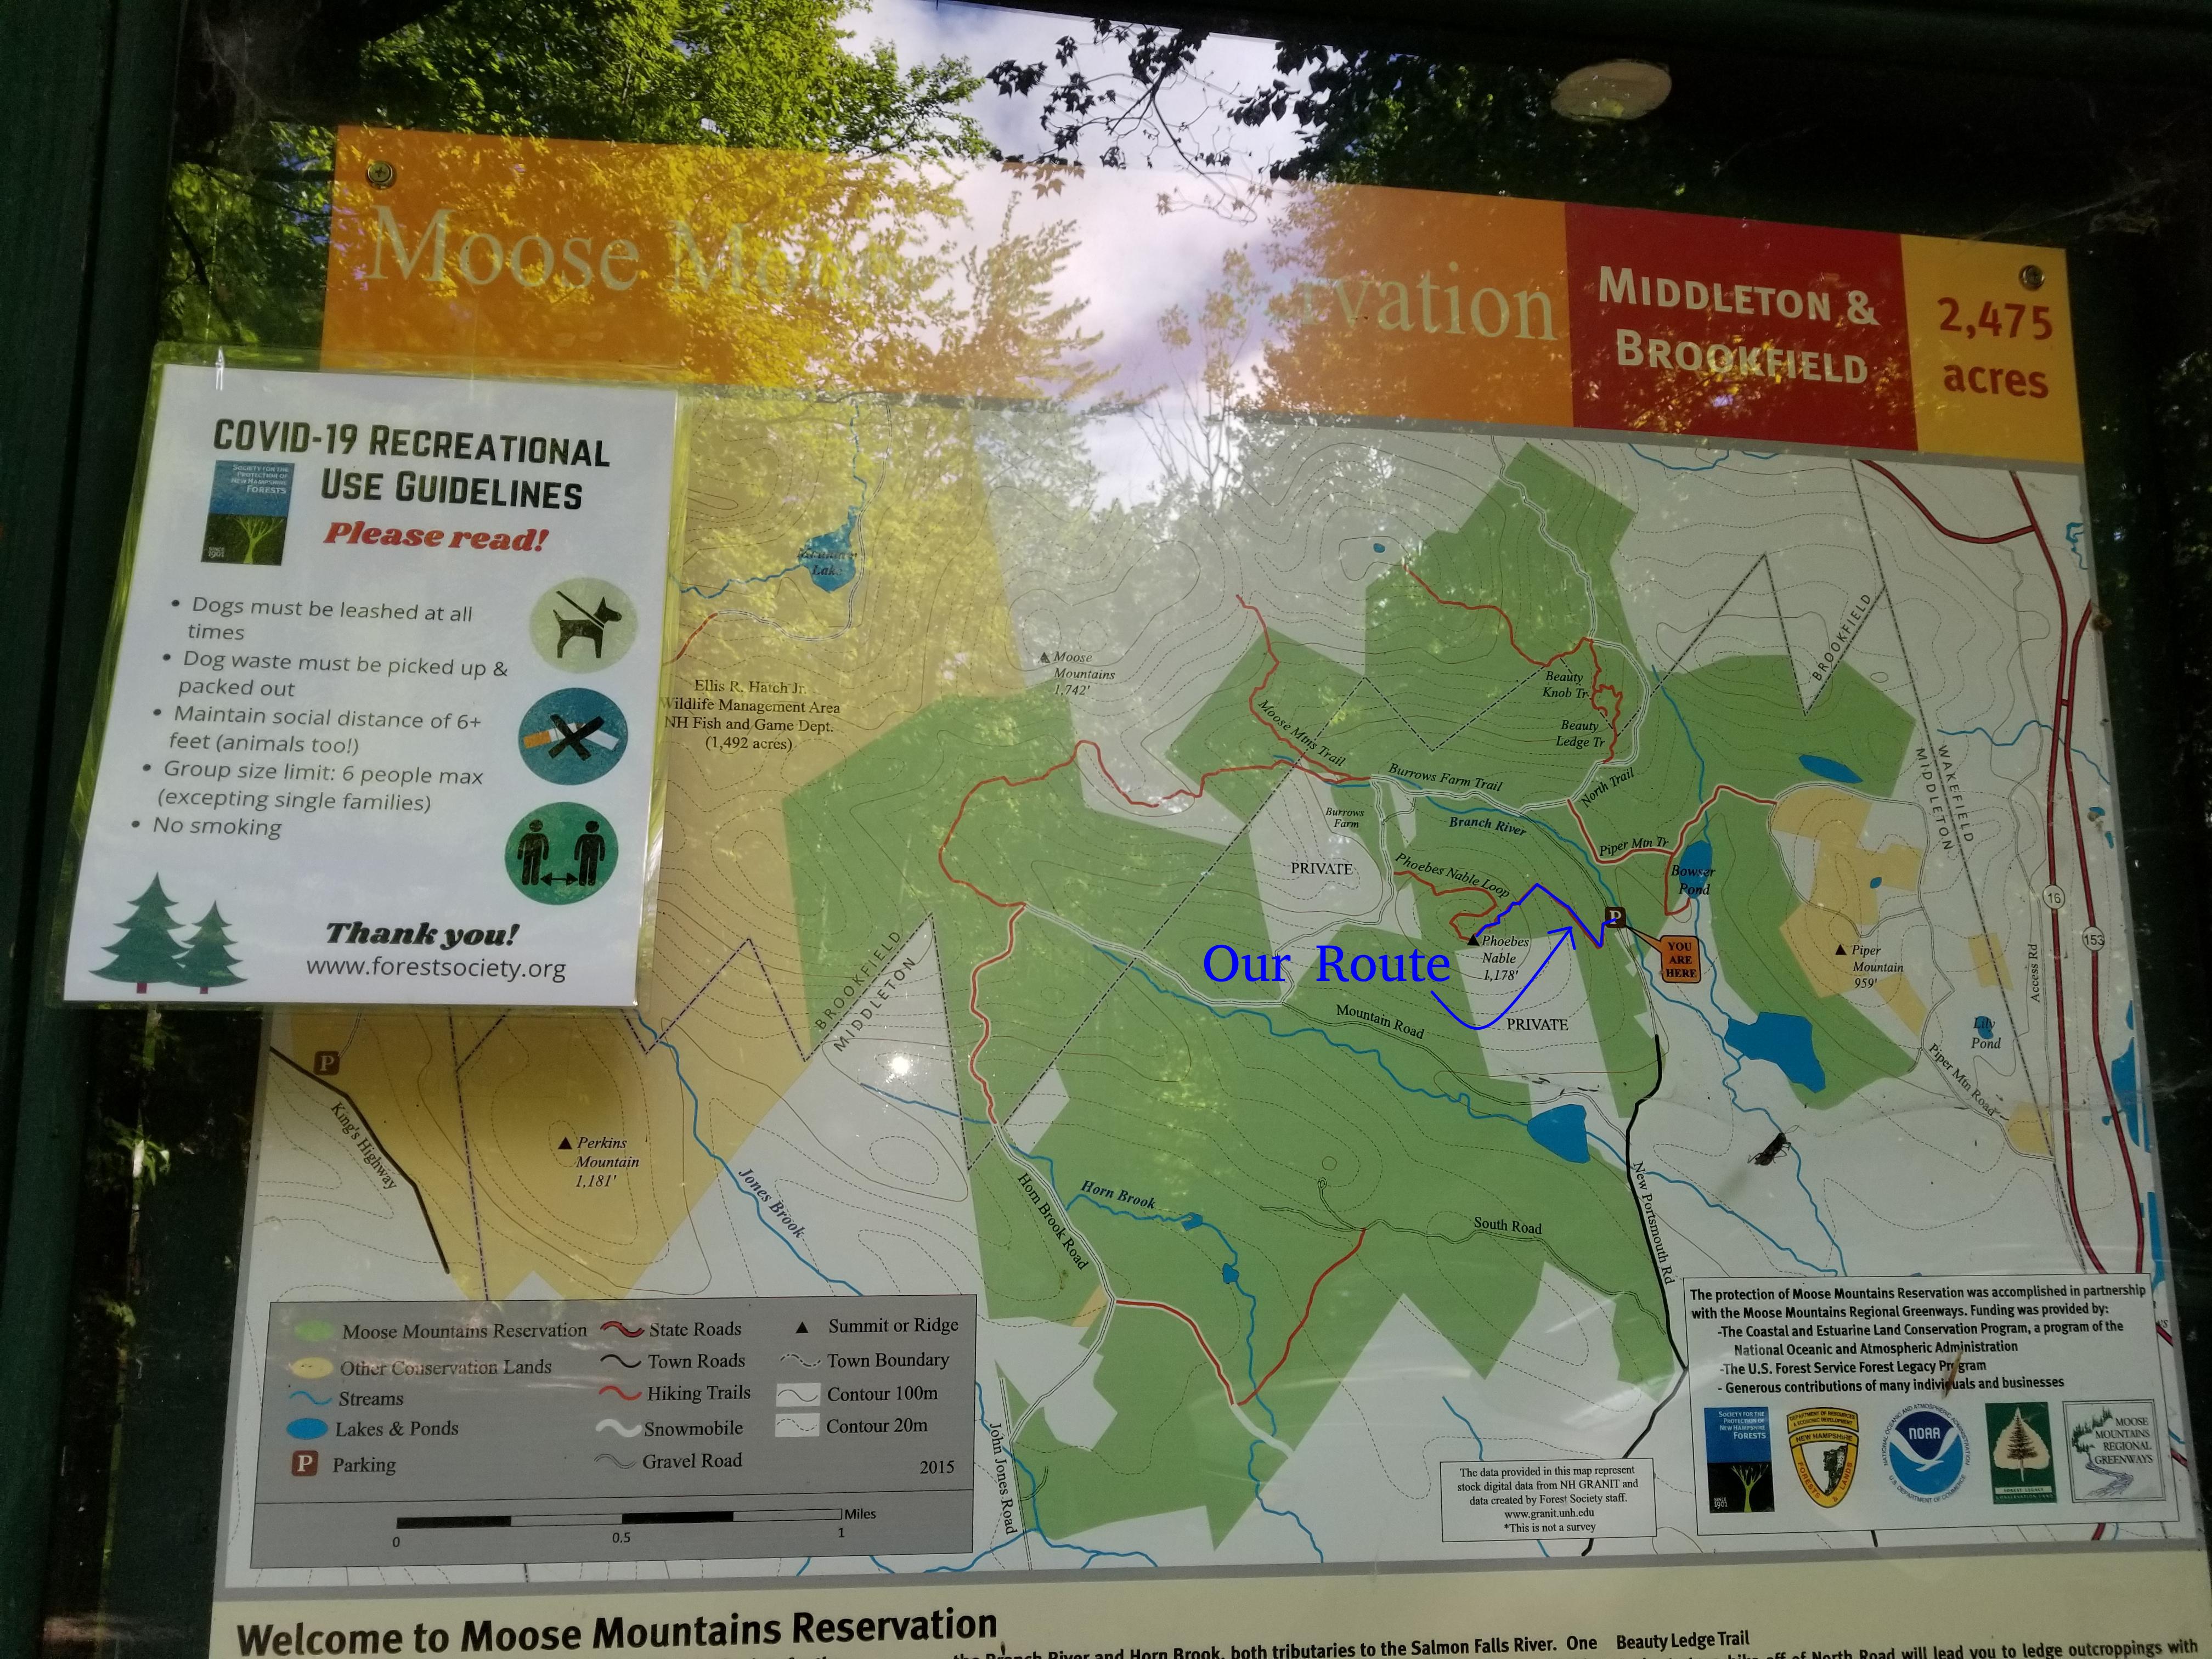 Moose
rvation
MIDDLETON &
BROOKFIELD
2,475
acres
COVID-19 RECREATIONAL
USE GUIDELINES
Please read!
SOCIETY FOR THE
PROTECTION OF
NEW HAMPSHIRE
FORESTS
SINCE
1901
• Dogs must be leashed at all
times
• Dog waste must be picked up &
packed out
• Maintain social distance of 6+
feet (animals too!)
• Group size limit: 6 people max
(excepting single families)
• No smoking
Thank you!
www.forestsociety.org
Lake
Ellis R. Hatch Jr.
Wildlife Management Area
NH Fish and Game Dept.
(1,492 acres)
Moose
Mountains
1,742'
Moose Mtns Trail
Beauty
Knob Tr
Beauty
Ledge Tr
Burrows Farm Trail
North Trail
Burrows
Farm
Branch River
PRIVATE
Phoebes Nable Loop
Piper Mtn Tr
Bowser
Pond
P
YOU
ARE
HERE
Our Route
Phoebes
Nable
1,178'
PRIVATE
Mountain Road
BROOKFIELD
WAKEFIELD
MIDDLETON
16
153
Access Rd
Piper
Mountain
959'
Lily
Pond
Piper Mtn Road
BROOKFIELD
MIDDLETON
P
King's Highway
Perkins
Mountain
1,181'
Jones Brook
Horn Brook Road
Horn Brook
South Road
New Portsmouth Rd
John Jones Road
Moose Mountains Reservation
Other Conservation Lands
Streams
Lakes & Ponds
P Parking
State Roads
Town Roads
Hiking Trails
Snowmobile
Gravel Road
Summit or Ridge
Town Boundary
Contour 100m
Contour 20m
2015
Miles
0 0.5 1
The data provided in this map represent
stock digital data from NH GRANIT and
data created by Forest Society staff.
www.granit.unh.edu
*This is not a survey
The protection of Moose Mountains Reservation was accomplished in partnership
with the Moose Mountains Regional Greenways. Funding was provided by:
-The Coastal and Estuarine Land Conservation Program, a program of the
National Oceanic and Atmospheric Administration
-The U.S. Forest Service Forest Legacy Program
- Generous contributions of many individuals and businesses
SOCIETY FOR THE
PROTECTION OF
NEW HAMPSHIRE
FORESTS
SINCE
1901
NEW HAMPSHIRE
FORESTS & LANDS
NATIONAL OCEANIC AND ATMOSPHERIC ADMINISTRATION
NOAA
U.S. DEPARTMENT OF COMMERCE
FOREST LEGACY
MOOSE
MOUNTAINS
REGIONAL
GREENWAYS
Welcome to Moose Mountains Reservation
Branch River and Horn Brook, both tributaries to the Salmon Falls River. One
Beauty Ledge Trail
off of North Road will lead you to ledge outcroppings with